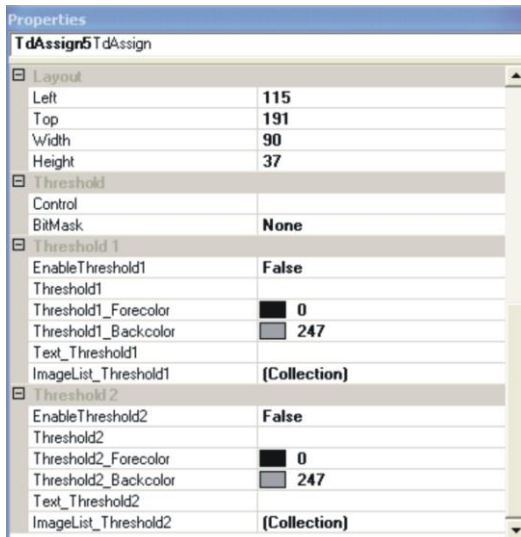 Properties
TdAssign5 TdAssign
Layout
Left 115
Top 191
Width 90
Height 37
Threshold
Control
BitMask None
Threshold 1
EnableThreshold1 False
Threshold1
Threshold1_Forecolor 0
Threshold1_Backcolor 247
Text_Threshold1
ImageList_Threshold1 (Collection)
Threshold 2
EnableThreshold2 False
Threshold2
Threshold2_Forecolor 0
Threshold2_Backcolor 247
Text_Threshold2
ImageList_Threshold2 (Collection)